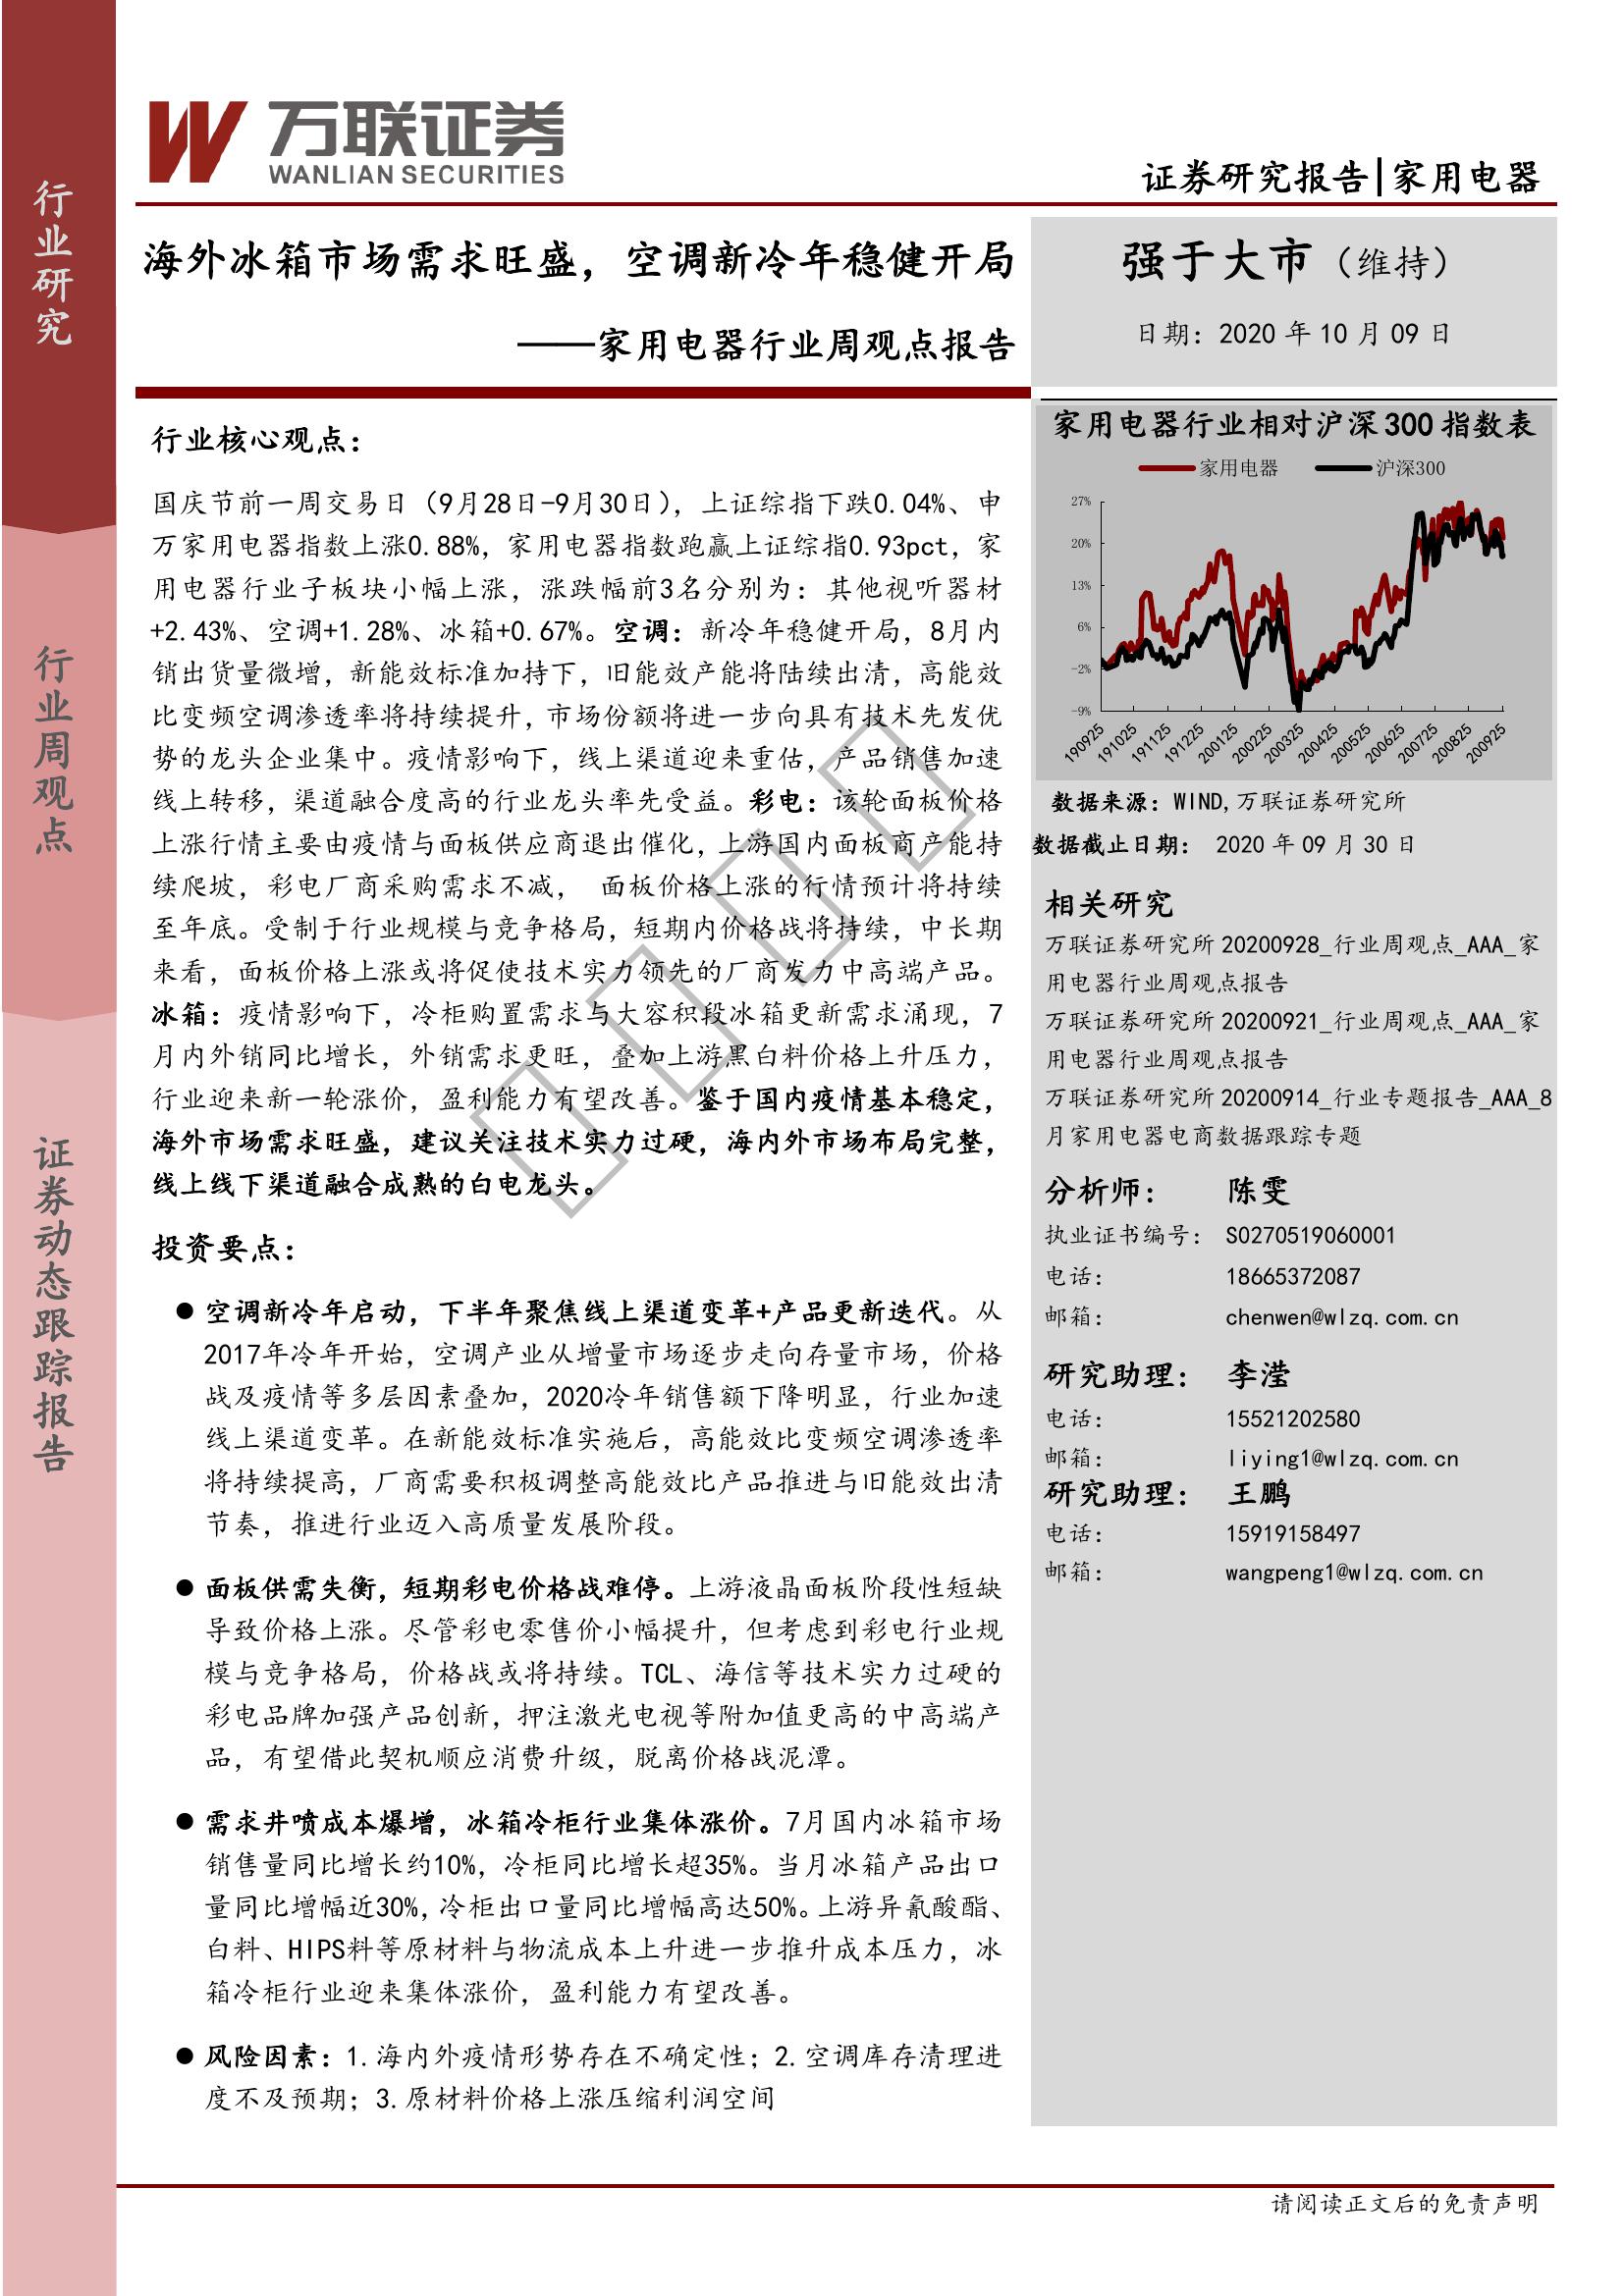 万联证券
WANLIAN SECURITIES
证券研究报告|家用电器
行业研究
行业周观点
证券动态跟踪报告
海外冰箱市场需求旺盛，空调新冷年稳健开局
——家用电器行业周观点报告
强于大市（维持）
日期：2020 年 10 月 09 日
行业核心观点：
国庆节前一周交易日（9月28日-9月30日），上证综指下跌0.04%、申
万家用电器指数上涨0.88%，家用电器指数跑赢上证综指0.93pct，家
用电器行业子板块小幅上涨，涨跌幅前3名分别为：其他视听器材
+2.43%、空调+1.28%、冰箱+0.67%。空调：新冷年稳健开局，8月内
销出货量微增，新能效标准加持下，旧能效产能将陆续出清，高能效
比变频空调渗透率将持续提升，市场份额将进一步向具有技术先发优
势的龙头企业集中。疫情影响下，线上渠道迎来重估，产品销售加速
线上转移，渠道融合度高的行业龙头率先受益。彩电：该轮面板价格
上涨行情主要由疫情与面板供应商退出催化，上游国内面板商产能持
续爬坡，彩电厂商采购需求不减， 面板价格上涨的行情预计将持续
至年底。受制于行业规模与竞争格局，短期内价格战将持续，中长期
来看，面板价格上涨或将促使技术实力领先的厂商发力中高端产品。
冰箱：疫情影响下，冷柜购置需求与大容积段冰箱更新需求涌现，7
月内外销同比增长，外销需求更旺，叠加上游黑白料价格上升压力，
行业迎来新一轮涨价，盈利能力有望改善。鉴于国内疫情基本稳定，
海外市场需求旺盛，建议关注技术实力过硬，海内外市场布局完整，
线上线下渠道融合成熟的白电龙头。
投资要点：
● 空调新冷年启动，下半年聚焦线上渠道变革+产品更新迭代。从
2017年冷年开始，空调产业从增量市场逐步走向存量市场，价格
战及疫情等多层因素叠加，2020冷年销售额下降明显，行业加速
线上渠道变革。在新能效标准实施后，高能效比变频空调渗透率
将持续提高，厂商需要积极调整高能效比产品推进与旧能效出清
节奏，推进行业迈入高质量发展阶段。
● 面板供需失衡，短期彩电价格战难停。上游液晶面板阶段性短缺
导致价格上涨。尽管彩电零售价小幅提升，但考虑到彩电行业规
模与竞争格局，价格战或将持续。TCL、海信等技术实力过硬的
彩电品牌加强产品创新，押注激光电视等附加值更高的中高端产
品，有望借此契机顺应消费升级，脱离价格战泥潭。
● 需求井喷成本爆增，冰箱冷柜行业集体涨价。7月国内冰箱市场
销售量同比增长约10%，冷柜同比增长超35%。当月冰箱产品出口
量同比增幅近30%，冷柜出口量同比增幅高达50%。上游异氰酸酯、
白料、HIPS料等原材料与物流成本上升进一步推升成本压力，冰
箱冷柜行业迎来集体涨价，盈利能力有望改善。
● 风险因素：1.海内外疫情形势存在不确定性；2.空调库存清理进
度不及预期；3.原材料价格上涨压缩利润空间
家用电器行业相对沪深 300 指数表
家用电器 沪深300
27%
20%
13%
6%
-2%
-9%
190925 191025 191125 191225 200125 200225 200325 200425 200525 200625 200725 200825 200925
数据来源：WIND,万联证券研究所
数据截止日期： 2020 年 09 月 30 日
相关研究
万联证券研究所 20200928_行业周观点_AAA_家
用电器行业周观点报告
万联证券研究所 20200921_行业周观点_AAA_家
用电器行业周观点报告
万联证券研究所 20200914_行业专题报告_AAA_8
月家用电器电商数据跟踪专题
分析师： 陈雯
执业证书编号： S0270519060001
电话： 18665372087
邮箱： chenwen@wlzq.com.cn
研究助理： 李滢
电话： 15521202580
邮箱： liying1@wlzq.com.cn
研究助理： 王鹏
电话： 15919158497
邮箱： wangpeng1@wlzq.com.cn
请阅读正文后的免责声明